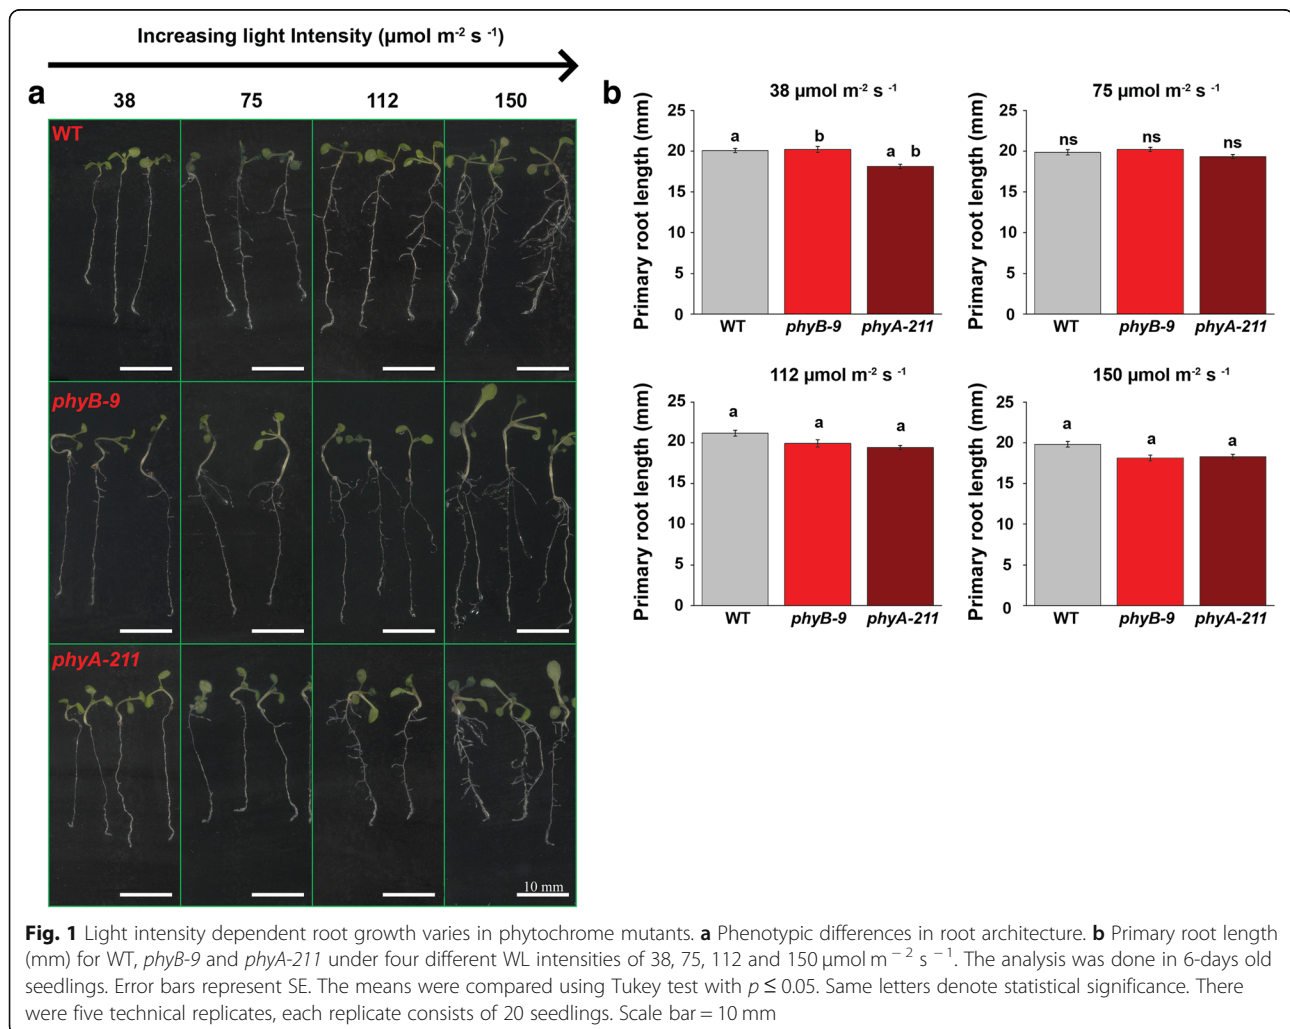 Increasing light Intensity (µmol m-2 s -1)
a
38 75 112 150
WT
phyB-9
phyA-211
10 mm
b
38 µmol m-2 s -1
Primary root length (mm)
25
20
15
10
5
0
a b a b
WT phyB-9 phyA-211
75 µmol m-2 s -1
Primary root length (mm)
25
20
15
10
5
0
ns ns ns
WT phyB-9 phyA-211
112 µmol m-2 s -1
Primary root length (mm)
25
20
15
10
5
0
a a a
WT phyB-9 phyA-211
150 µmol m-2 s -1
Primary root length (mm)
25
20
15
10
5
0
a a a
WT phyB-9 phyA-211
Fig. 1 Light intensity dependent root growth varies in phytochrome mutants. a Phenotypic differences in root architecture. b Primary root length
(mm) for WT, phyB-9 and phyA-211 under four different WL intensities of 38, 75, 112 and 150 µmol m − 2 s − 1. The analysis was done in 6-days old
seedlings. Error bars represent SE. The means were compared using Tukey test with p ≤ 0.05. Same letters denote statistical significance. There
were five technical replicates, each replicate consists of 20 seedlings. Scale bar = 10 mm